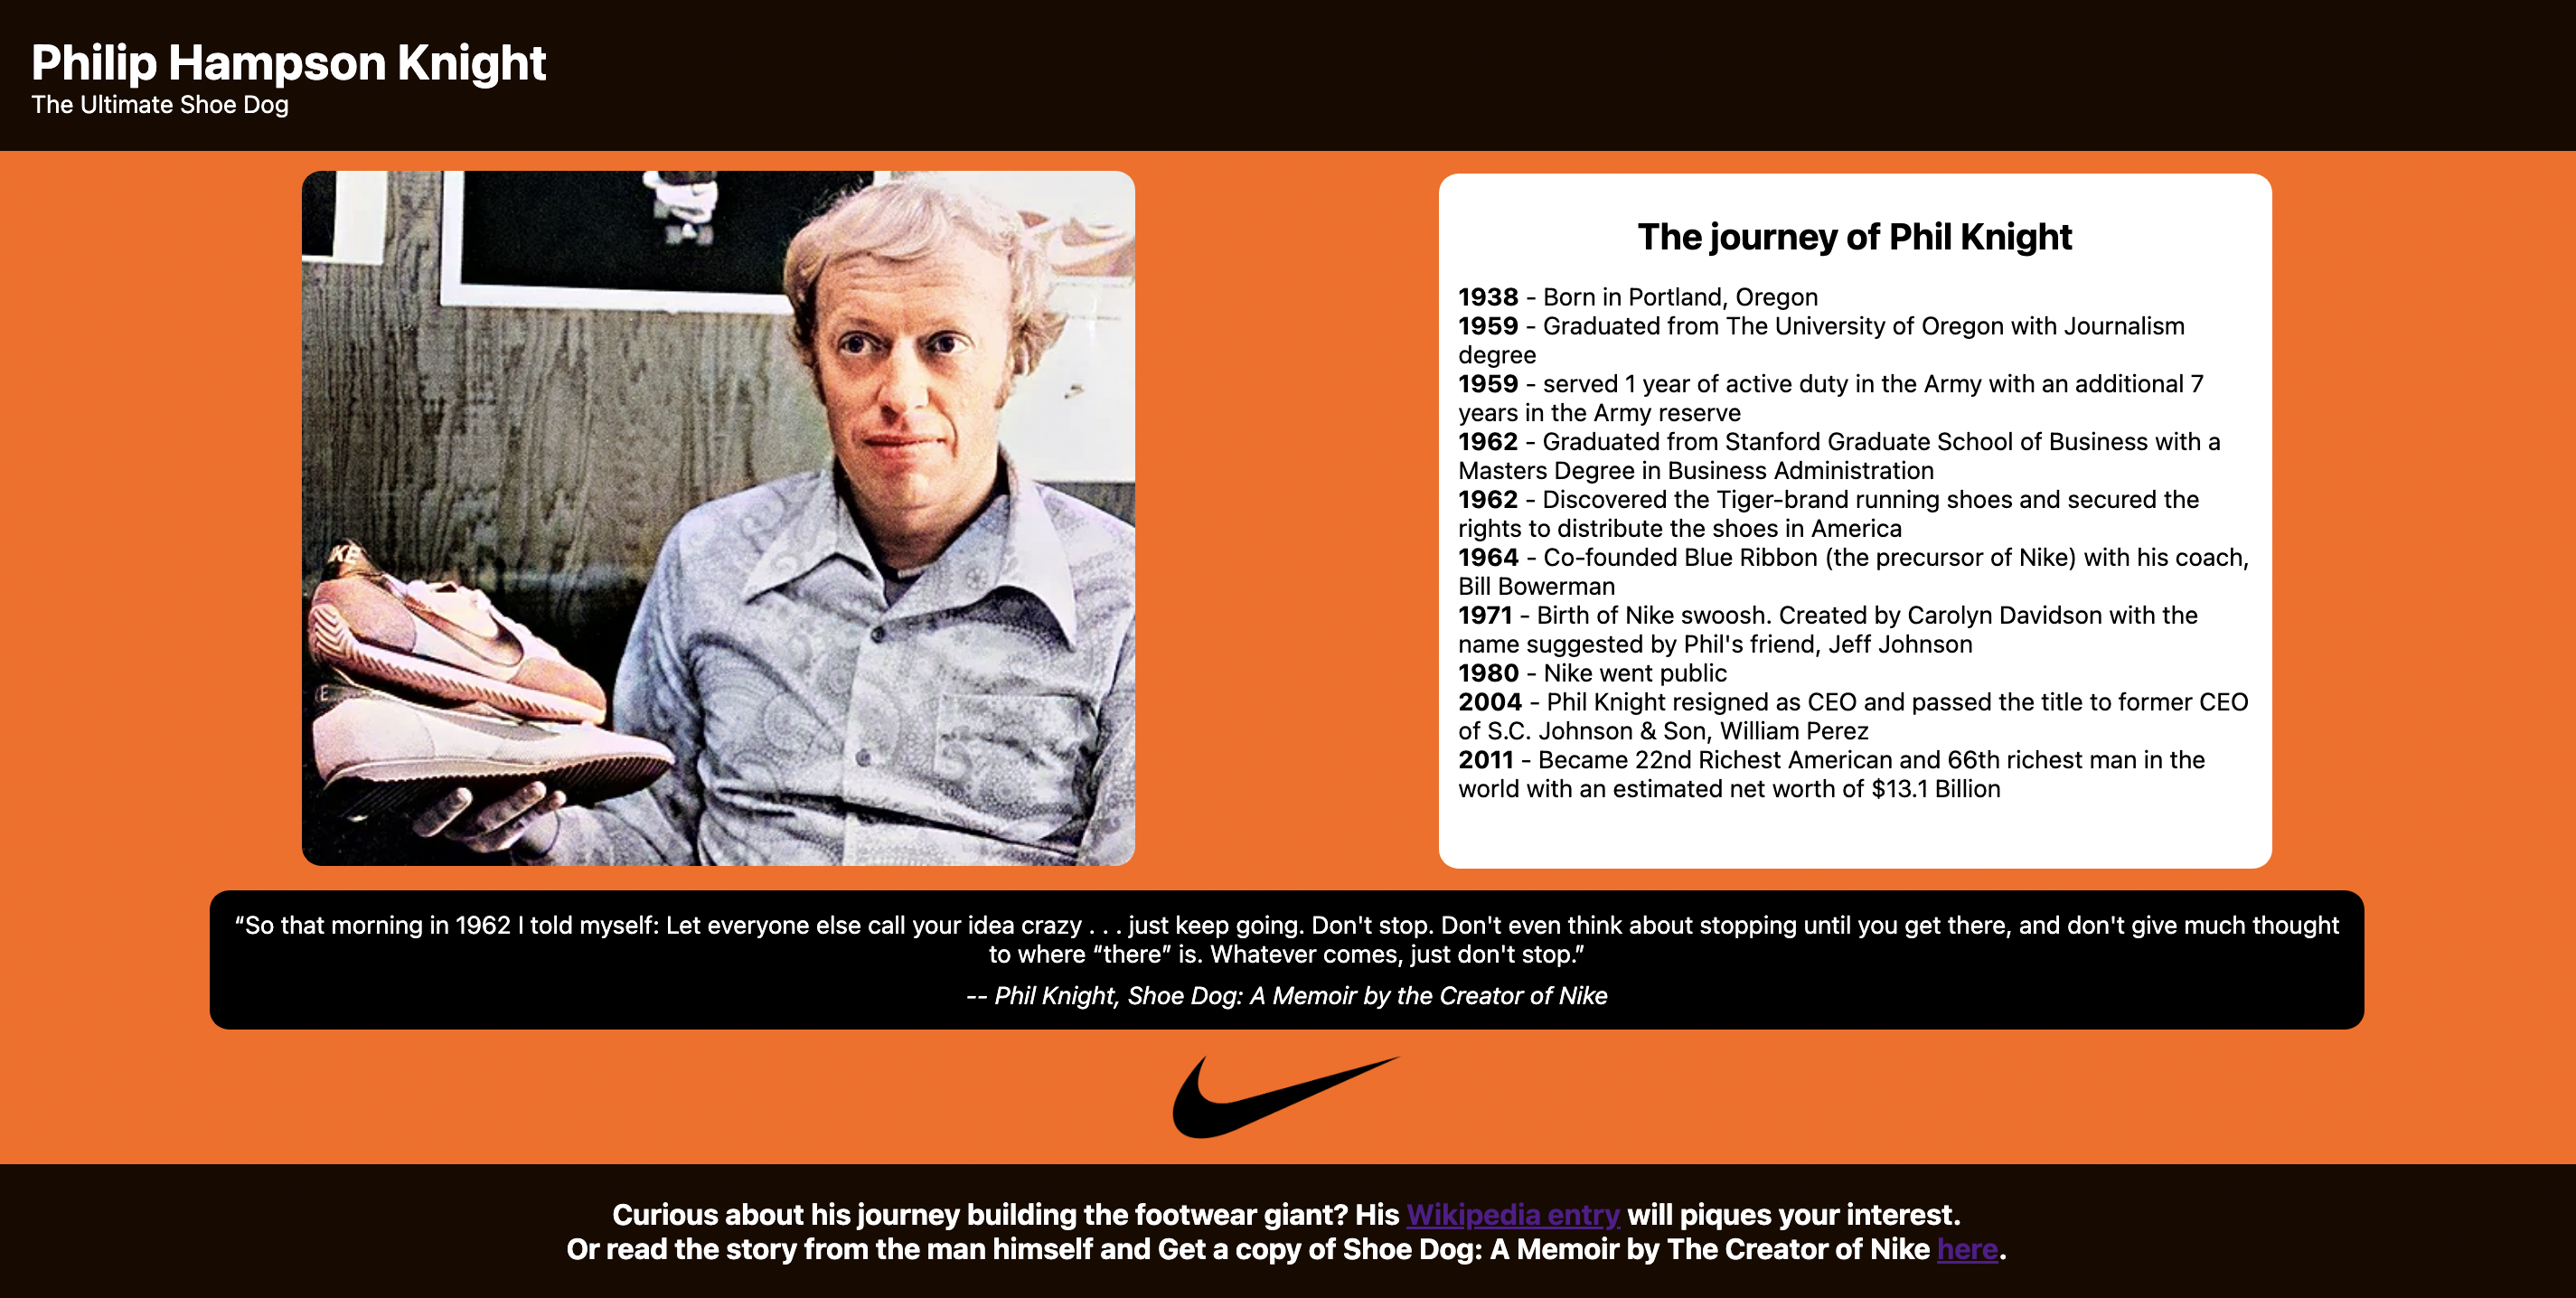 Philip Hampson Knight
The Ultimate Shoe Dog
KE
E
The journey of Phil Knight
1938 - Born in Portland, Oregon
1959 - Graduated from The University of Oregon with Journalism
degree
1959 - served 1 year of active duty in the Army with an additional 7
years in the Army reserve
1962 - Graduated from Stanford Graduate School of Business with a
Masters Degree in Business Administration
1962 - Discovered the Tiger-brand running shoes and secured the
rights to distribute the shoes in America
1964 - Co-founded Blue Ribbon (the precursor of Nike) with his coach,
Bill Bowerman
1971 - Birth of Nike swoosh. Created by Carolyn Davidson with the
name suggested by Phil's friend, Jeff Johnson
1980 - Nike went public
2004 - Phil Knight resigned as CEO and passed the title to former CEO
of S.C. Johnson & Son, William Perez
2011 - Became 22nd Richest American and 66th richest man in the
world with an estimated net worth of $13.1 Billion
“So that morning in 1962 I told myself: Let everyone else call your idea crazy . . . just keep going. Don't stop. Don't even think about stopping until you get there, and don't give much thought
to where “there” is. Whatever comes, just don't stop.”
-- Phil Knight, Shoe Dog: A Memoir by the Creator of Nike
Curious about his journey building the footwear giant? His Wikipedia entry will piques your interest.
Or read the story from the man himself and Get a copy of Shoe Dog: A Memoir by The Creator of Nike here.